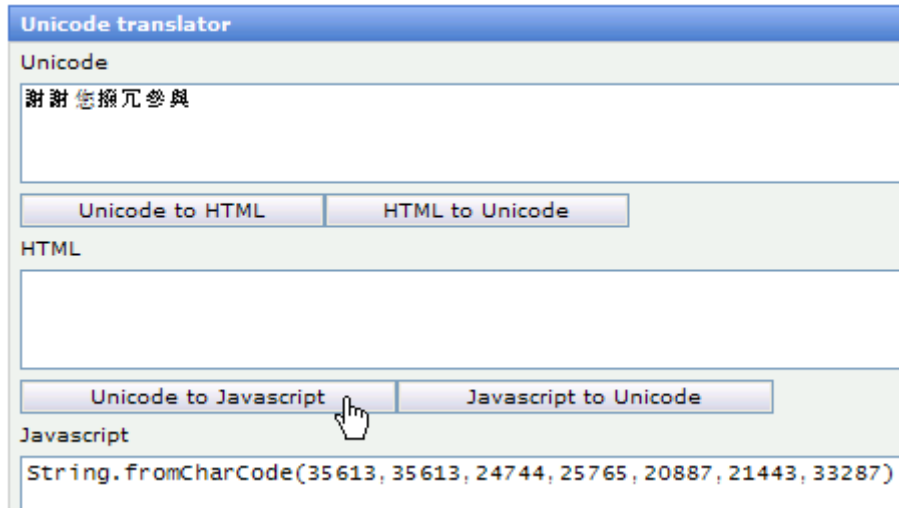 Unicode translator
Unicode
謝謝您撥冗參與
Unicode to HTML HTML to Unicode
HTML
Unicode to Javascript Javascript to Unicode
Javascript
String.fromCharCode(35613,35613,24744,25765,20887,21443,33287)